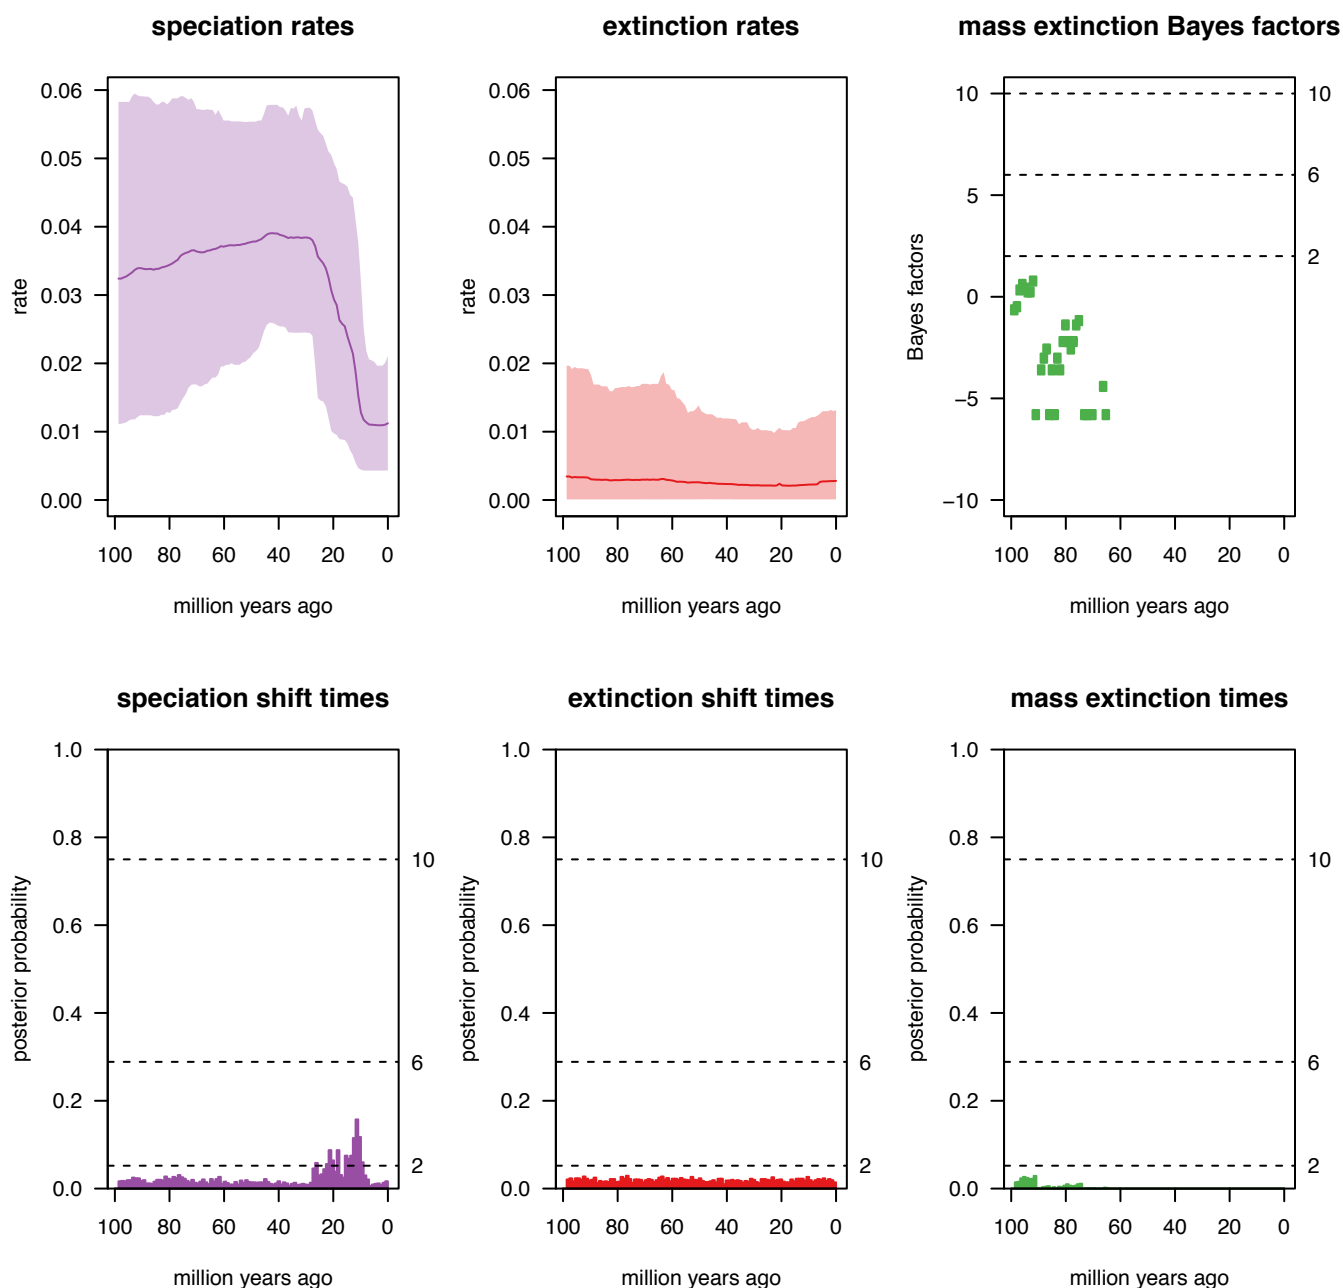 speciation rates
extinction rates
mass extinction Bayes factors
0.06
0.05
0.04
0.03
0.02
0.01
0.00
rate
100 80 60 40 20 0
million years ago
0.06
0.05
0.04
0.03
0.02
0.01
0.00
rate
100 80 60 40 20 0
million years ago
10
5
0
−5
−10
Bayes factors
10
6
2
100 80 60 40 20 0
million years ago
speciation shift times
extinction shift times
mass extinction times
1.0
0.8
0.6
0.4
0.2
0.0
posterior probability
10
6
2
100 80 60 40 20 0
million years ago
1.0
0.8
0.6
0.4
0.2
0.0
posterior probability
10
6
2
100 80 60 40 20 0
million years ago
1.0
0.8
0.6
0.4
0.2
0.0
posterior probability
10
6
2
100 80 60 40 20 0
million years ago